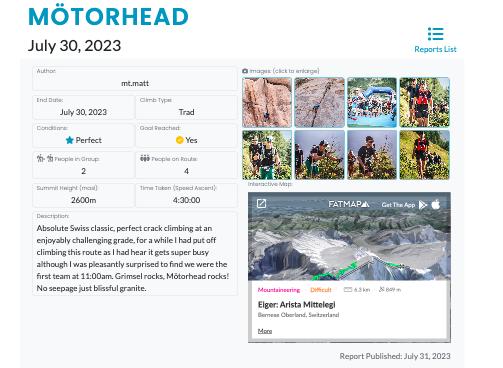 MÖTORHEAD
July 30, 2023
Reports List
Author:
mt.matt
End Date:
July 30, 2023
Climb Type:
Trad
Conditions:
Perfect
Goal Reached:
Yes
People in Group:
2
People on Route:
4
Summit Height (masl):
2600m
Time Taken (Speed Ascent):
4:30:00
Description:
Absolute Swiss classic, perfect crack climbing at an
enjoyably challenging grade, for a while I had put off
climbing this route as I had hear it gets super busy
although I was pleasantly surprised to find we were the
first team at 11:00am. Grimsel rocks, Mötorhead rocks!
No seepage just blissful granite.
Images: (click to enlarge)
Interactive Map:
FATMAP
Get The App
Mountaineering
Difficult
6.3 km
849 m
Eiger: Arista Mittelegi
Bernese Oberland, Switzerland
More
Report Published: July 31, 2023